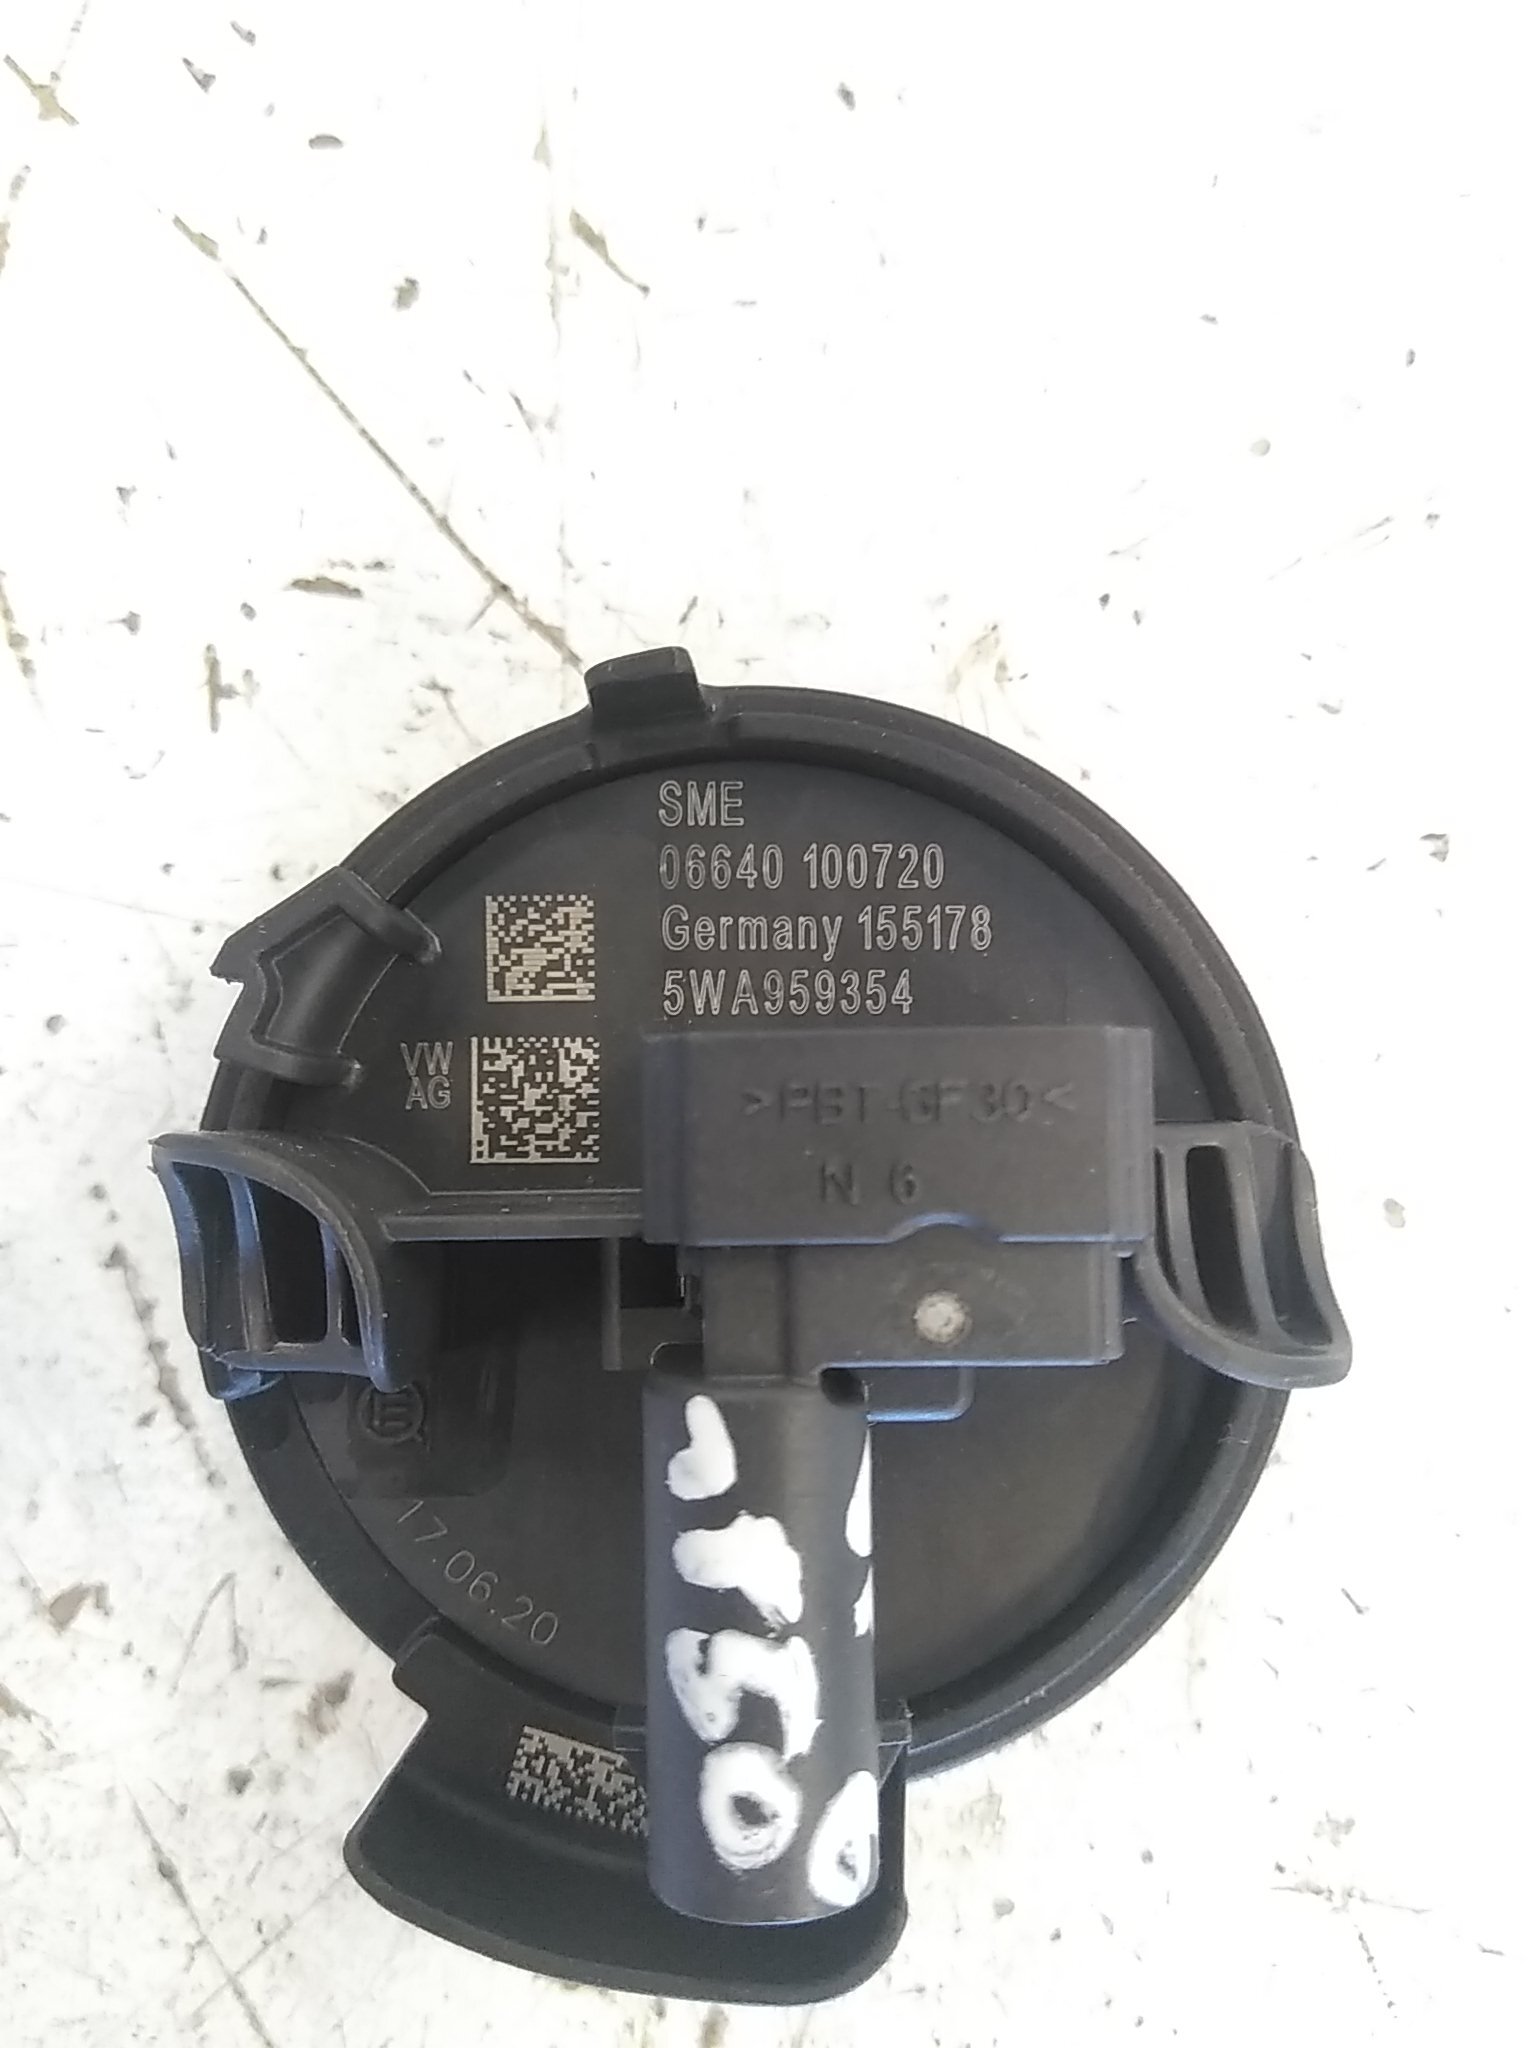 SME
06640 100720
Germany 155178
5WA959354
VW
AG
>PBT-GF30<
N 6
17.06.20